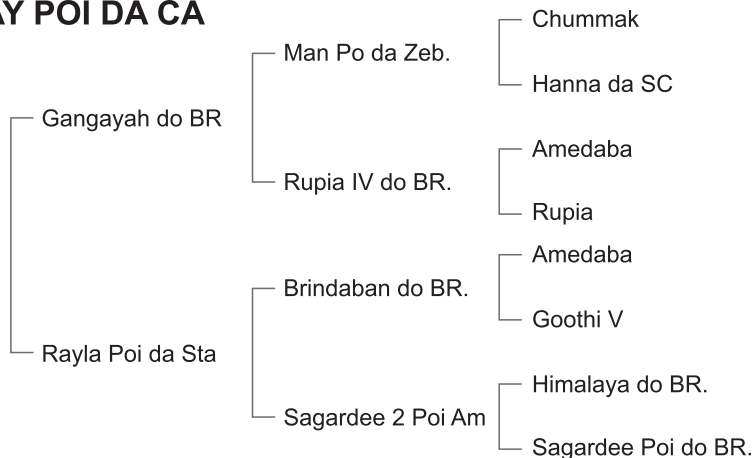 POI DA CA
Chummak
Man Po da Zeb.
Hanna da SC
Gangayah do BR
Amedaba
Rupia IV do BR.
Rupia
Amedaba
Brindaban do BR.
Goothi V
Rayla Poi da Sta
Himalaya do BR.
Sagardee 2 Poi Am
Sagardee Poi do BR.